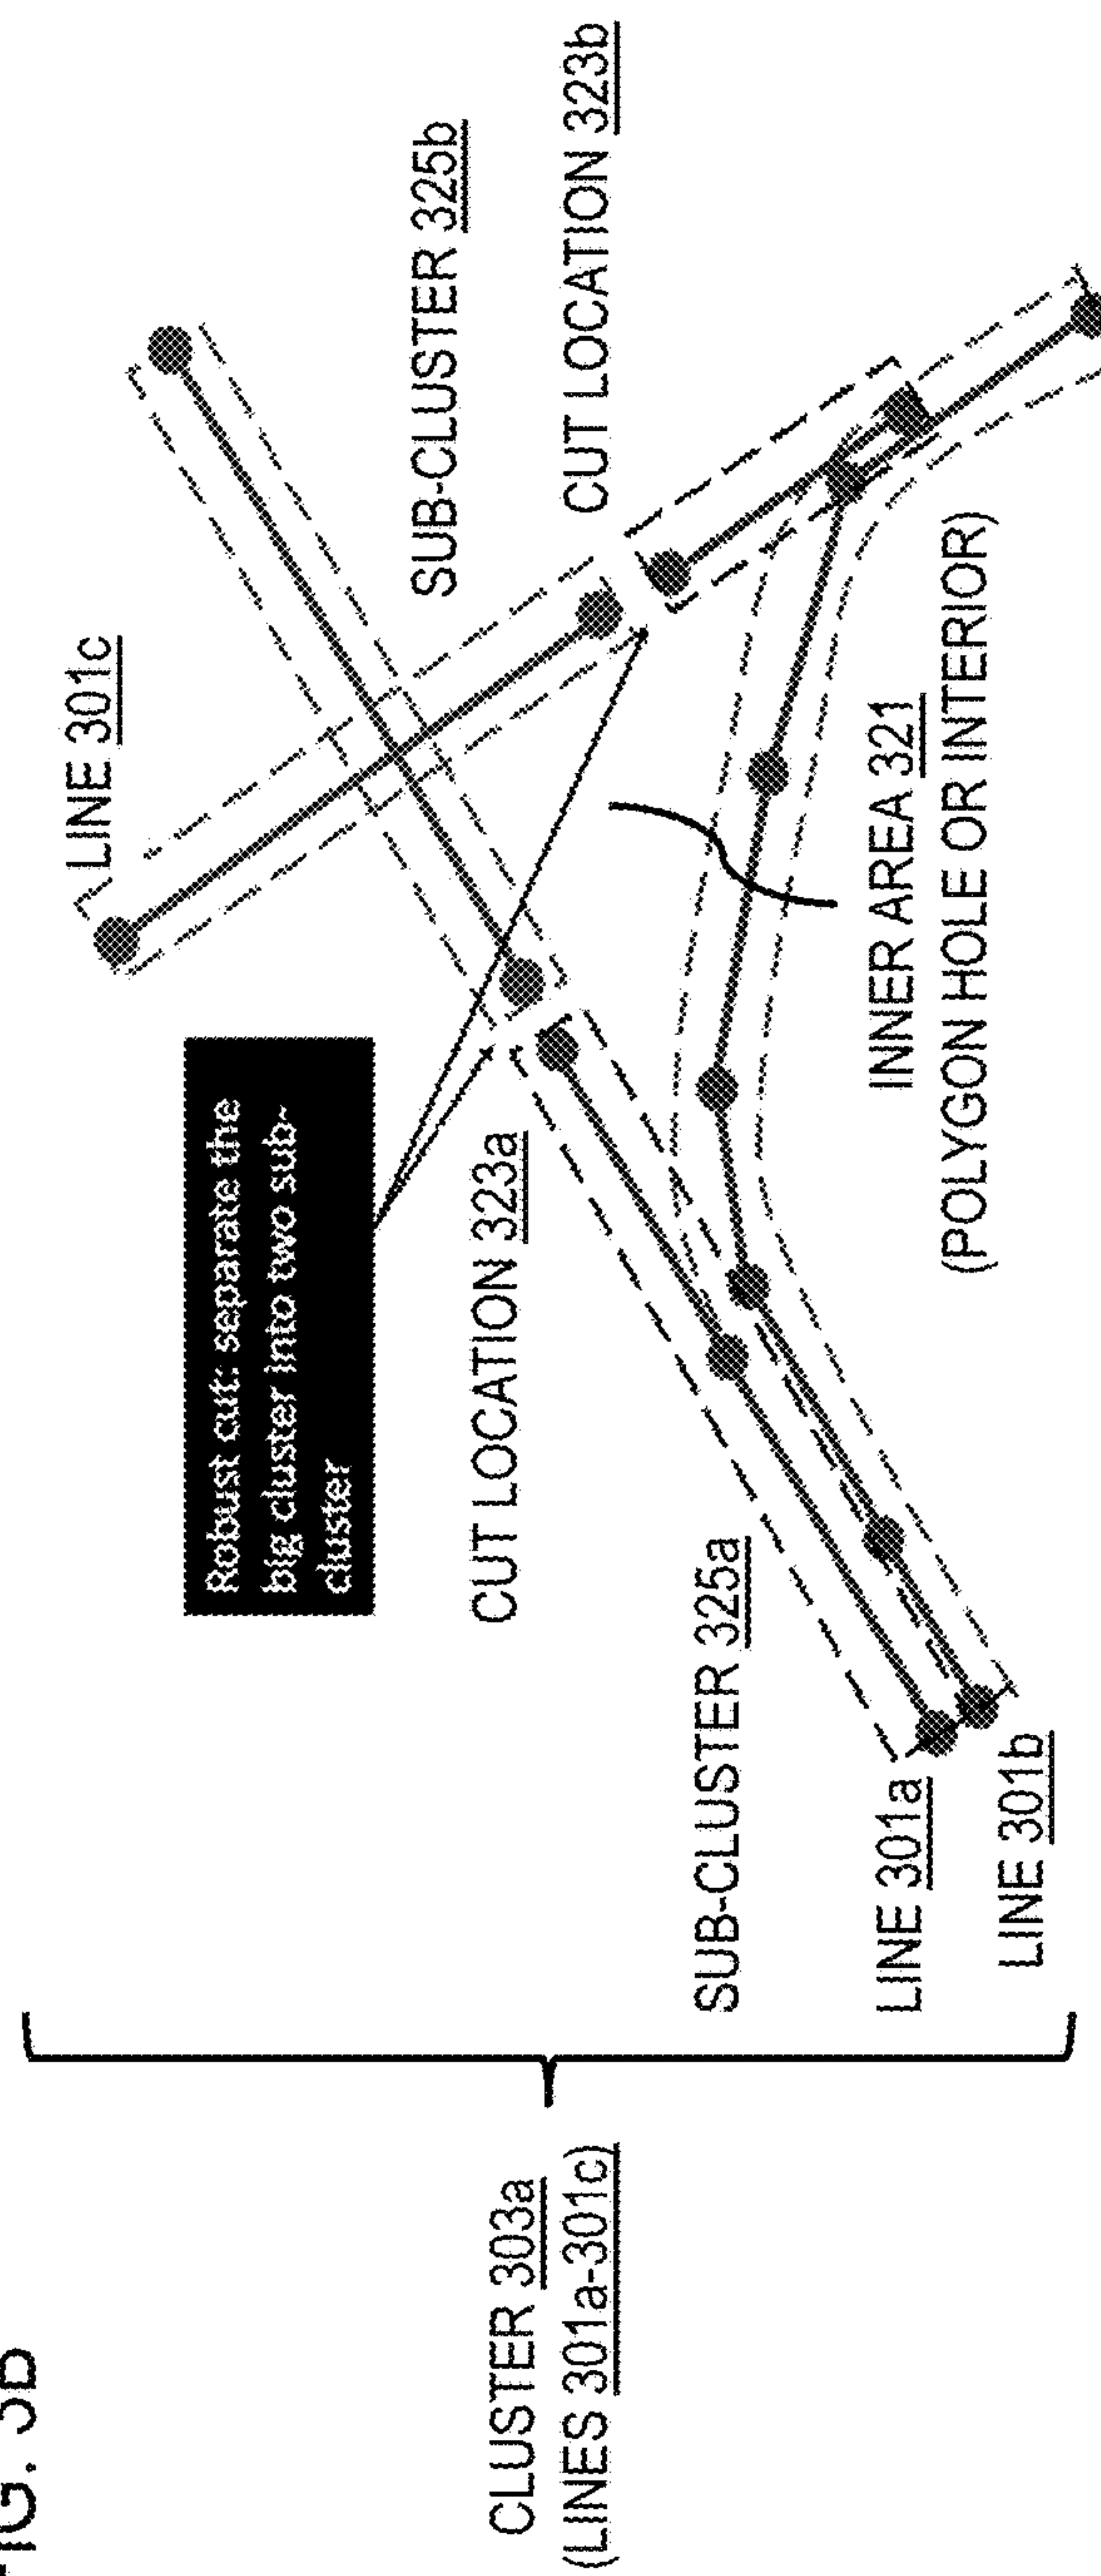 FIG. 3B
CLUSTER 303a
(LINES 301a-301c)
LINE 301c
Robust cut: separate the
big cluster into two sub-
cluster
SUB-CLUSTER 325b
CUT LOCATION 323a
CUT LOCATION 323b
SUB-CLUSTER 325a
LINE 301a
LINE 301b
INNER AREA 321
(POLYGON HOLE OR INTERIOR)